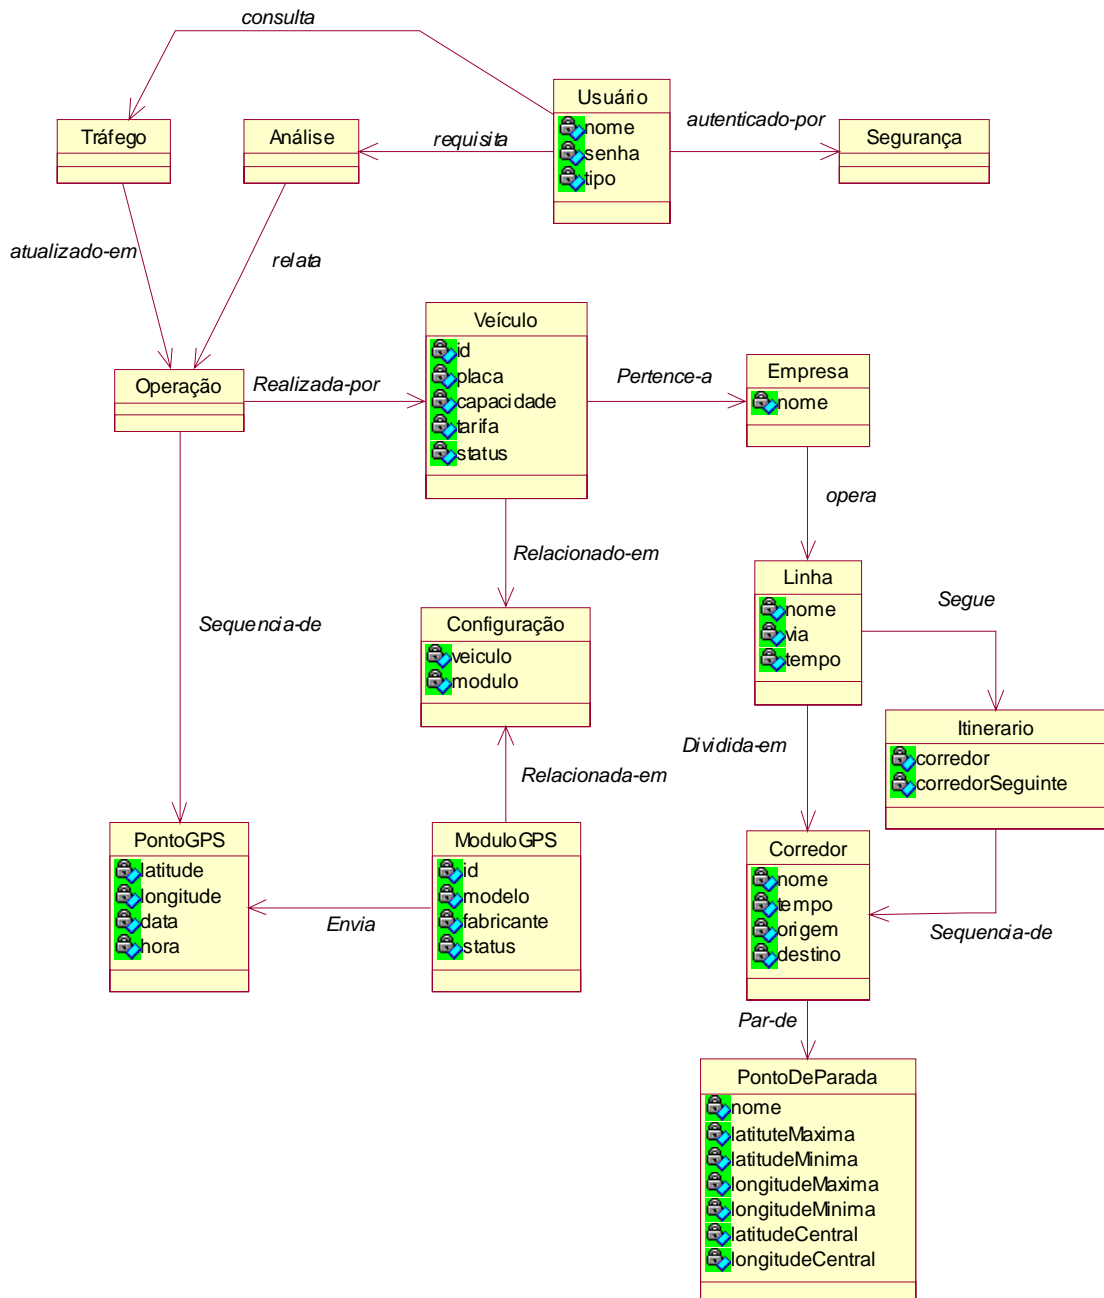 consulta
Usuário
nome
senha
tipo
autenticado-por
Segurança
Tráfego
Análise
requisita
atualizado-em
relata
Veículo
id
placa
capacidade
tarifa
status
Operação
Realizada-por
Pertence-a
Empresa
nome
opera
Relacionado-em
Linha
nome
via
tempo
Segue
Sequencia-de
Configuração
veiculo
modulo
Itinerario
corredor
corredorSeguinte
Dividida-em
Relacionada-em
PontoGPS
latitude
longitude
data
hora
Envia
ModuloGPS
id
modelo
fabricante
status
Corredor
nome
tempo
origem
destino
Sequencia-de
Par-de
PontoDeParada
nome
latituteMaxima
latitudeMinima
longitudeMaxima
longitudeMinima
latitudeCentral
longitudeCentral